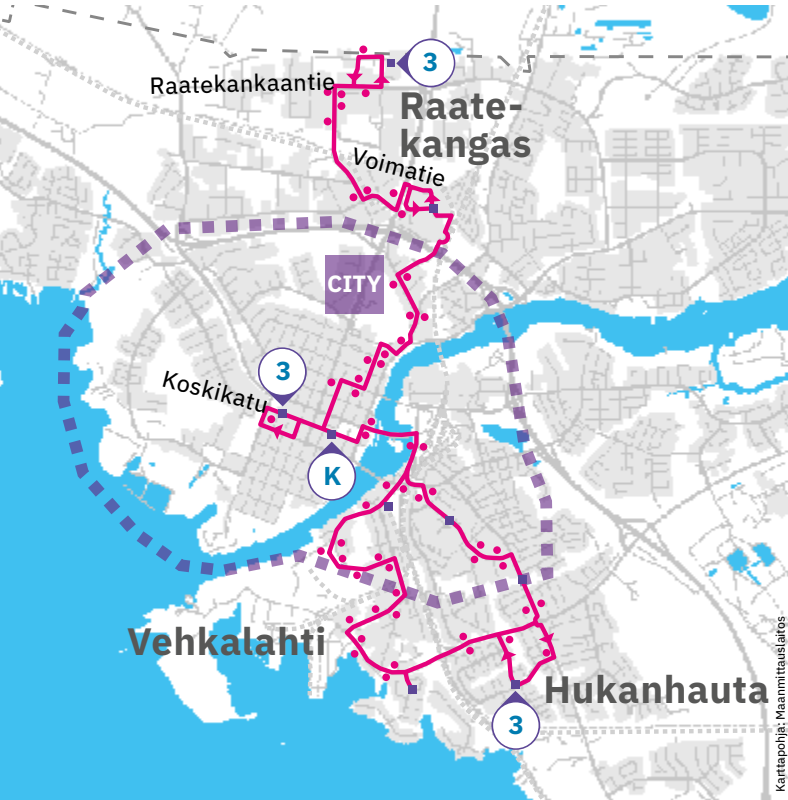 3
Raatekankaantie
Raate-
kangas
Voimatie
CITY
3
Koskikatu
K
Vehkalahti
Hukanhauta
3
Karttapohja: Maanmittauslaitos